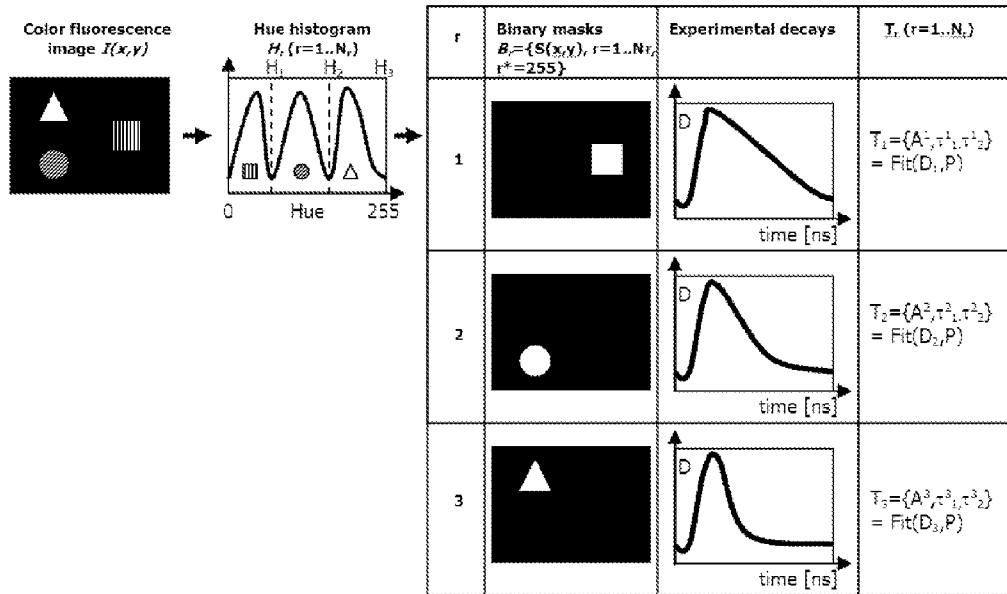 Color fluorescence
image I(x,y)
Hue histogram
Hr (r=1..Nr)
H1 H2 H3
0 Hue 255
r
Binary masks
Br={S(x,y), r=1..Nr,
r*=255}
Experimental decays
Tr (r=1..Nr)
1
D
time [ns]
T1={A¹,τ¹1,τ¹2}
= Fit(D1,P)
2
D
time [ns]
T2={A²,τ²1,τ²2}
= Fit(D2,P)
3
D
time [ns]
T3={A³,τ³1,τ³2}
= Fit(D3,P)